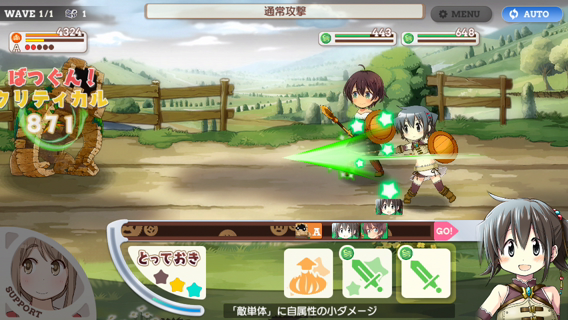 WAVE 1/1
1
通常攻撃
MENU
AUTO
4324
A
443
648
ばつぐん!
クリティカル
871
A
GO!
とっておき
SUPPORT
「敵単体」に自属性の小ダメージ